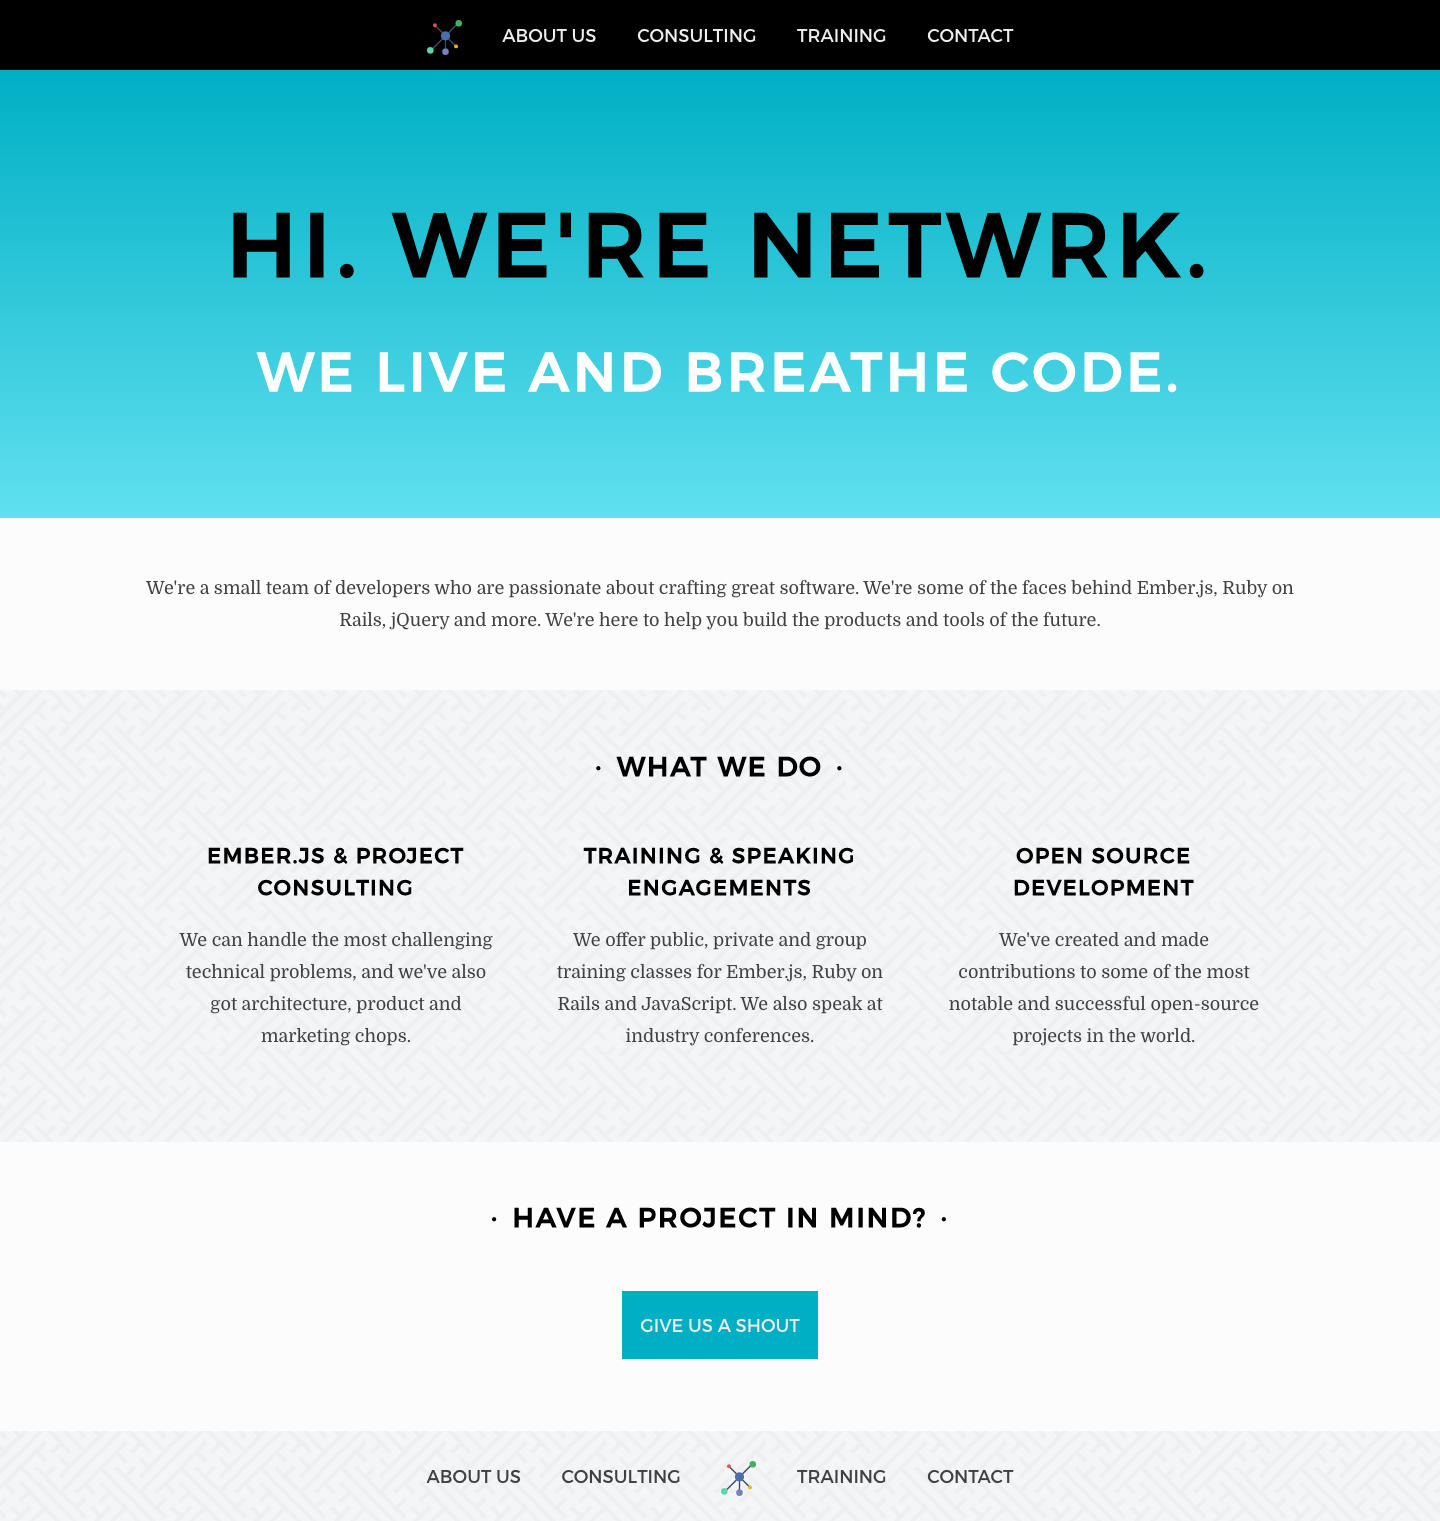 ABOUT US CONSULTING TRAINING CONTACT
HI. WE'RE NETWRK.
WE LIVE AND BREATHE CODE.
We're a small team of developers who are passionate about crafting great software. We're some of the faces behind Ember.js, Ruby on
Rails, jQuery and more. We're here to help you build the products and tools of the future.
· WHAT WE DO ·
EMBER.JS & PROJECT
CONSULTING
We can handle the most challenging
technical problems, and we've also
got architecture, product and
marketing chops.
TRAINING & SPEAKING
ENGAGEMENTS
We offer public, private and group
training classes for Ember.js, Ruby on
Rails and JavaScript. We also speak at
industry conferences.
OPEN SOURCE
DEVELOPMENT
We've created and made
contributions to some of the most
notable and successful open-source
projects in the world.
· HAVE A PROJECT IN MIND? ·
GIVE US A SHOUT
ABOUT US CONSULTING TRAINING CONTACT